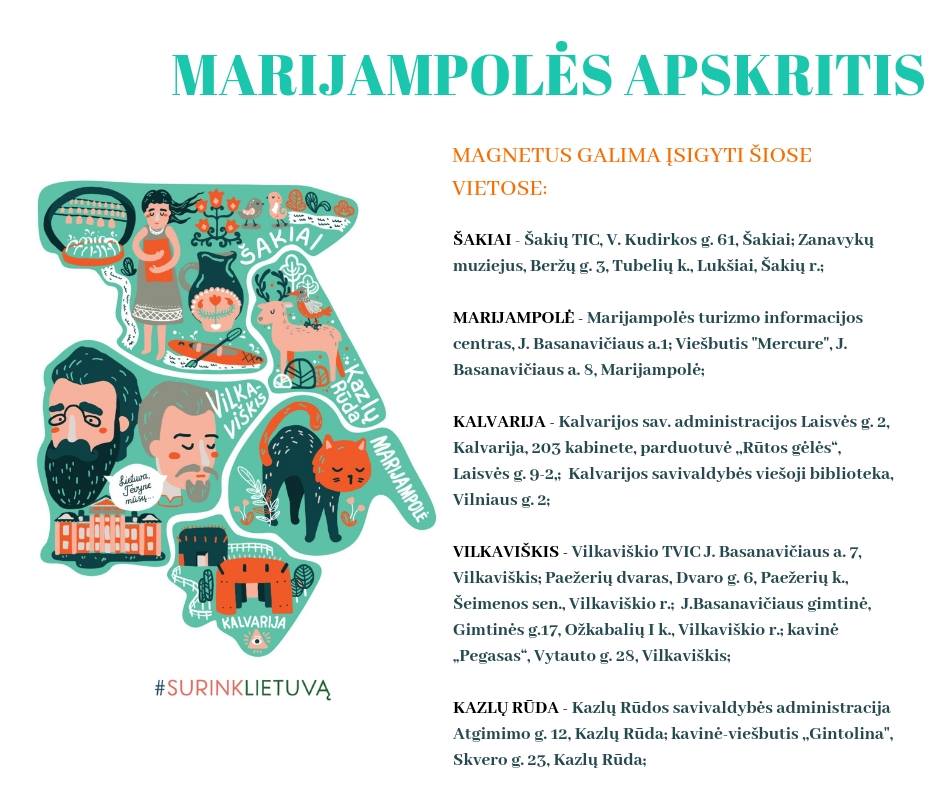 MARIJAMPOLĖS APSKRITIS
MAGNETUS GALIMA ĮSIGYTI ŠIOSE
VIETOSE:
ŠAKIAI - Šakių TIC, V. Kudirkos g. 61, Šakiai; Zanavykų
muziejus, Beržų g. 3, Tubelių k., Lukšiai, Šakių r.;
MARIJAMPOLĖ - Marijampolės turizmo informacijos
centras, J. Basanavičiaus a.1; Viešbutis "Mercure", J.
Basanavičiaus a. 8, Marijampolė;
KALVARIJA - Kalvarijos sav. administracijos Laisvės g. 2,
Kalvarija, 203 kabinete, parduotuvė „Rūtos gėlės“,
Laisvės g. 9-2,; Kalvarijos savivaldybės viešoji biblioteka,
Vilniaus g. 2;
VILKAVIŠKIS - Vilkaviškio TVIC J. Basanavičiaus a. 7,
Vilkaviškis; Paežerių dvaras, Dvaro g. 6, Paežerių k.,
Šeimenos sen., Vilkaviškio r.; J.Basanavičiaus gimtinė,
Gimtinės g.17, Ožkabalių I k., Vilkaviškio r.; kavinė
„Pegasas“, Vytauto g. 28, Vilkaviškis;
KAZLŲ RŪDA - Kazlų Rūdos savivaldybės administracija
Atgimimo g. 12, Kazlų Rūda; kavinė-viešbutis „Gintolina",
Skvero g. 23, Kazlų Rūda;
ŠAKIAI
KAZLŲ
RŪDA
VILKA-
VIŠKIS
MARIJAMPOLĖ
Lietuva,
Tėvyne
mūsų...
KALVARIJA
#SURINKLIETUVĄ